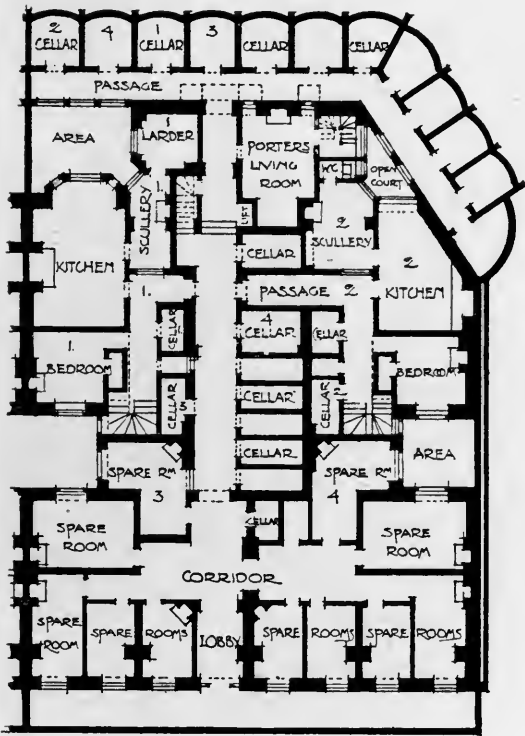 2 CELLAR
4
1 CELLAR
3
CELLAR
CELLAR
PASSAGE
AREA
1 LARDER
PORTERS
LIVING
ROOM
W.C.
OPEN
COURT
SCULLERY 1.
LIFT
2
SCULLERY
KITCHEN
CELLAR
2
KITCHEN
1.
PASSAGE 2
CELLAR
4
CELLAR
CELLAR
1.
BEDROOM
BEDROOM
CELLAR
CELLAR
CELLAR
CELLAR
AREA
SPARE RM
3
SPARE RM
4
SPARE
ROOM
CELLAR
SPARE
ROOM
CORRIDOR
SPARE
ROOM
SPARE
ROOMS
LOBBY
SPARE
ROOMS
SPARE
ROOMS